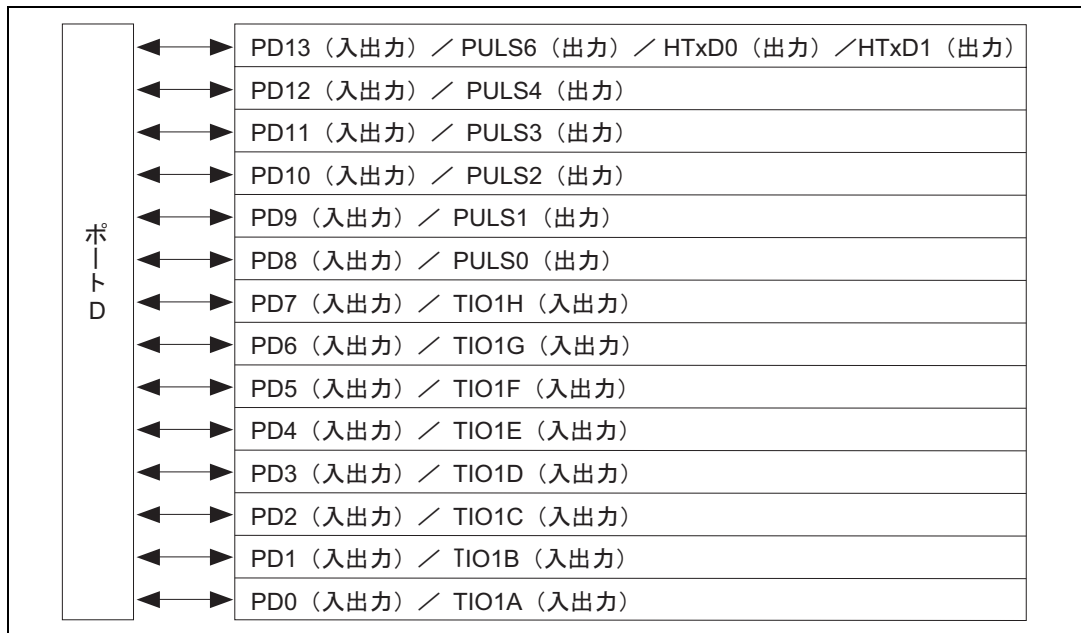 ポートD
PD13（入出力）／ PULS6（出力）／ HTxD0（出力）／HTxD1（出力）
PD12（入出力）／ PULS4（出力）
PD11（入出力）／ PULS3（出力）
PD10（入出力）／ PULS2（出力）
PD9（入出力）／ PULS1（出力）
PD8（入出力）／ PULS0（出力）
PD7（入出力）／ TIO1H（入出力）
PD6（入出力）／ TIO1G（入出力）
PD5（入出力）／ TIO1F（入出力）
PD4（入出力）／ TIO1E（入出力）
PD3（入出力）／ TIO1D（入出力）
PD2（入出力）／ TIO1C（入出力）
PD1（入出力）／ TIO1B（入出力）
PD0（入出力）／ TIO1A（入出力）